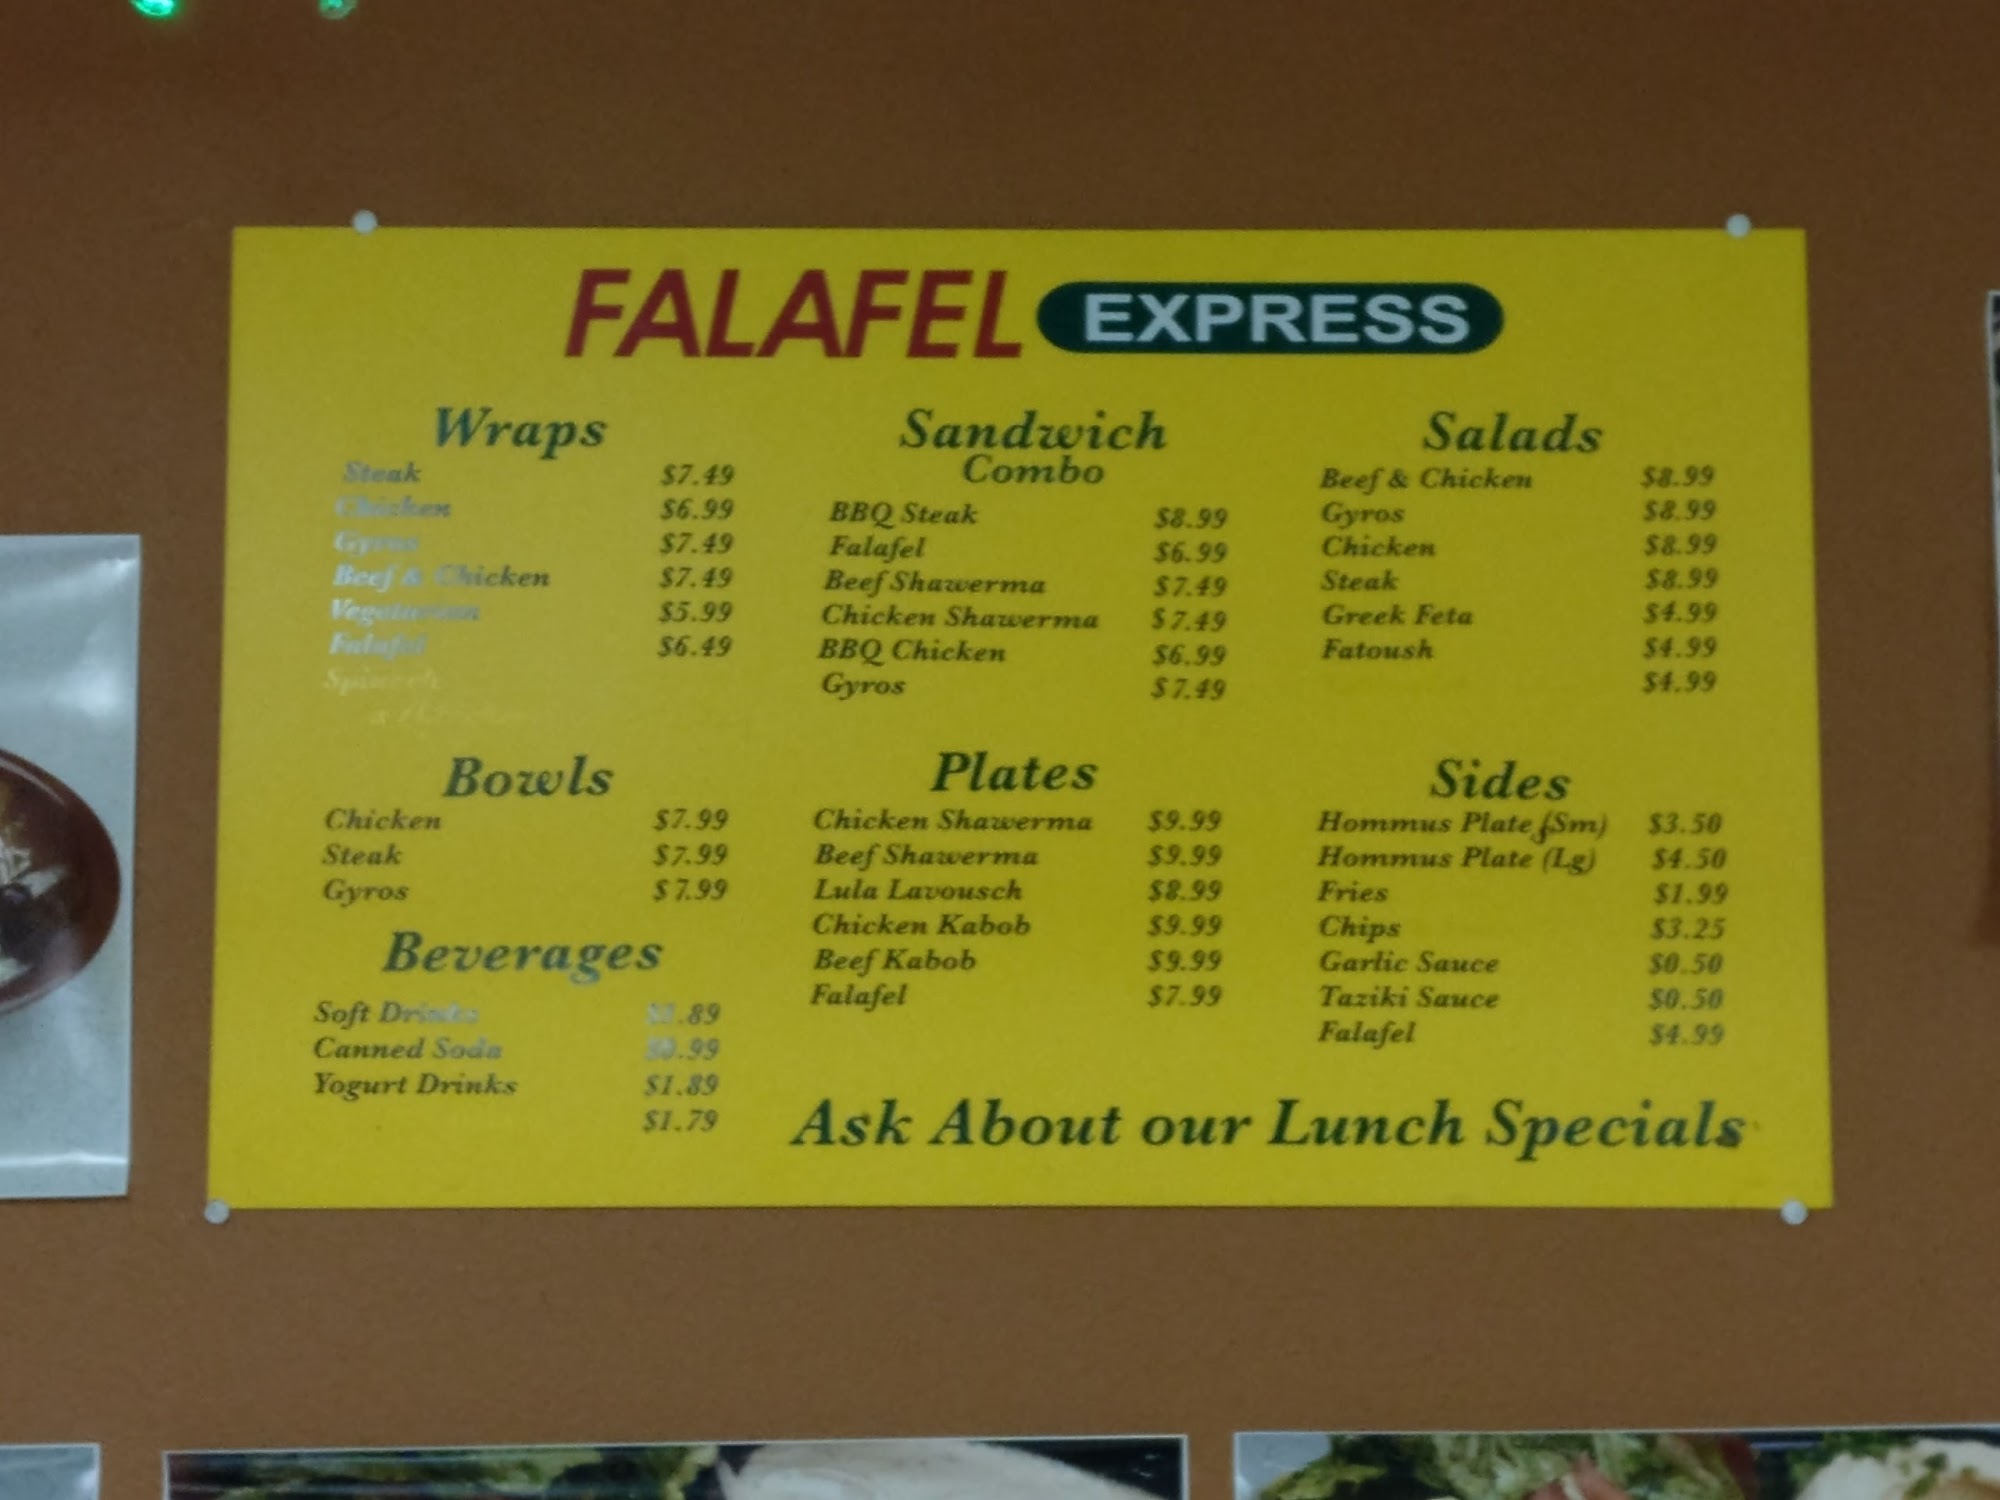 FALAFEL EXPRESS
Wraps
Steak $7.49
Chicken $6.99
Gyros $7.49
Beef & Chicken $7.49
Vegetarian $5.99
Falafel $6.49
Spinach
Bowls
Chicken $7.99
Steak $7.99
Gyros $7.99
Beverages
Soft Drinks $1.89
Canned Soda $0.99
Yogurt Drinks $1.89
$1.79
Sandwich
Combo
BBQ Steak $8.99
Falafel $6.99
Beef Shawerma $7.49
Chicken Shawerma $7.49
BBQ Chicken $6.99
Gyros $7.49
Plates
Chicken Shawerma $9.99
Beef Shawerma $9.99
Lula Lavousch $8.99
Chicken Kabob $9.99
Beef Kabob $9.99
Falafel $7.99
Salads
Beef & Chicken $8.99
Gyros $8.99
Chicken $8.99
Steak $8.99
Greek Feta $4.99
Fatoush $4.99
$4.99
Sides
Hommus Plate (Sm) $3.50
Hommus Plate (Lg) $4.50
Fries $1.99
Chips $3.25
Garlic Sauce $0.50
Taziki Sauce $0.50
Falafel $4.99
Ask About our Lunch Specials